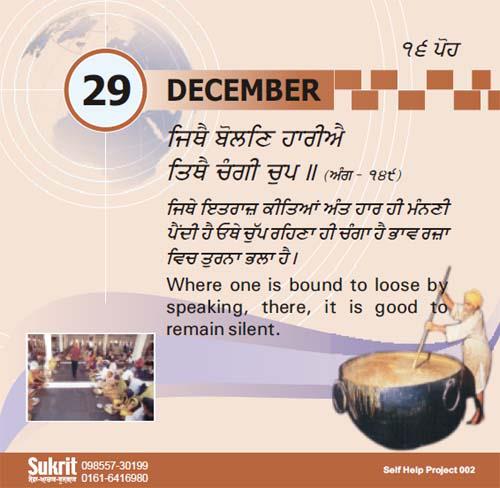 ੧੬ ਪੋਹ
29 DECEMBER
ਜਿਥੈ ਬੋਲਣਿ ਹਾਰੀਐ
ਤਿਥੈ ਚੰਗੀ ਚੁਪ ॥ (ਅੰਗ - ੧੪੯)
ਜਿਥੇ ਇਤਰਾਜ਼ ਕੀਤਿਆਂ ਅੰਤ ਹਾਰ ਹੀ ਮੰਨਣੀ
ਪੈਂਦੀ ਹੈ ਓਥੇ ਚੁੱਪ ਰਹਿਣਾ ਹੀ ਚੰਗਾ ਹੈ ਭਾਵ ਰਜ਼ਾ
ਵਿਚ ਤੁਰਨਾ ਭਲਾ ਹੈ।
Where one is bound to loose by
speaking, there, it is good to
remain silent.
Sukrit 098557-30199
0161-6416980
Self Help Project 002